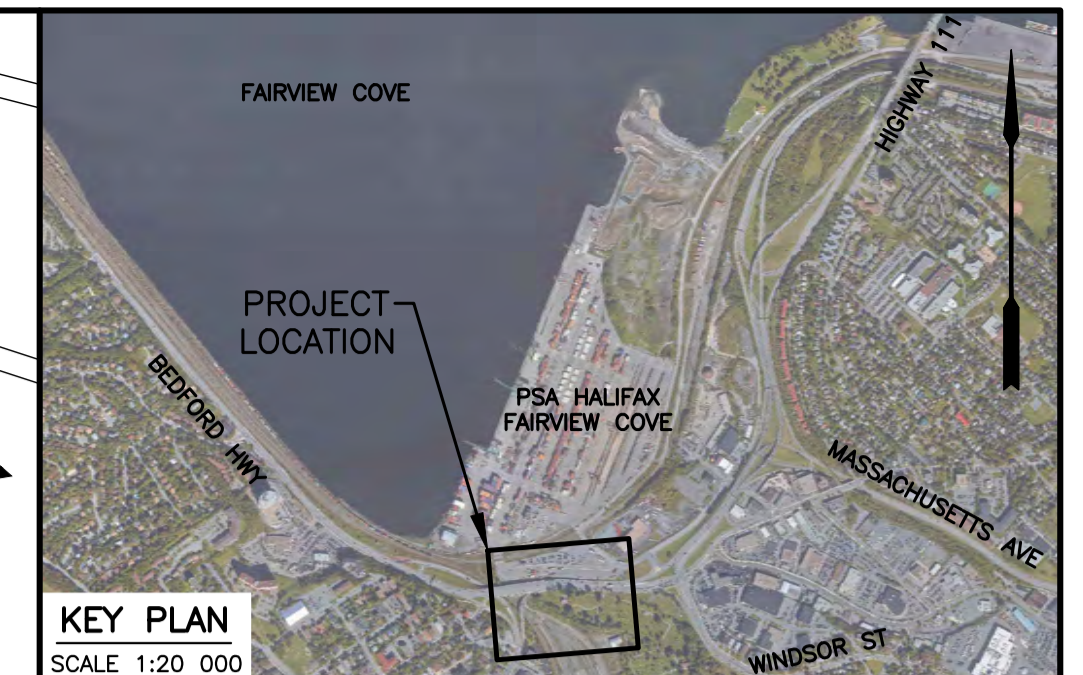 FAIRVIEW COVE
HIGHWAY 111
PROJECT
LOCATION
BEDFORD HWY
PSA HALIFAX
FAIRVIEW COVE
MASSACHUSETTS AVE
WINDSOR ST
KEY PLAN
SCALE 1:20 000